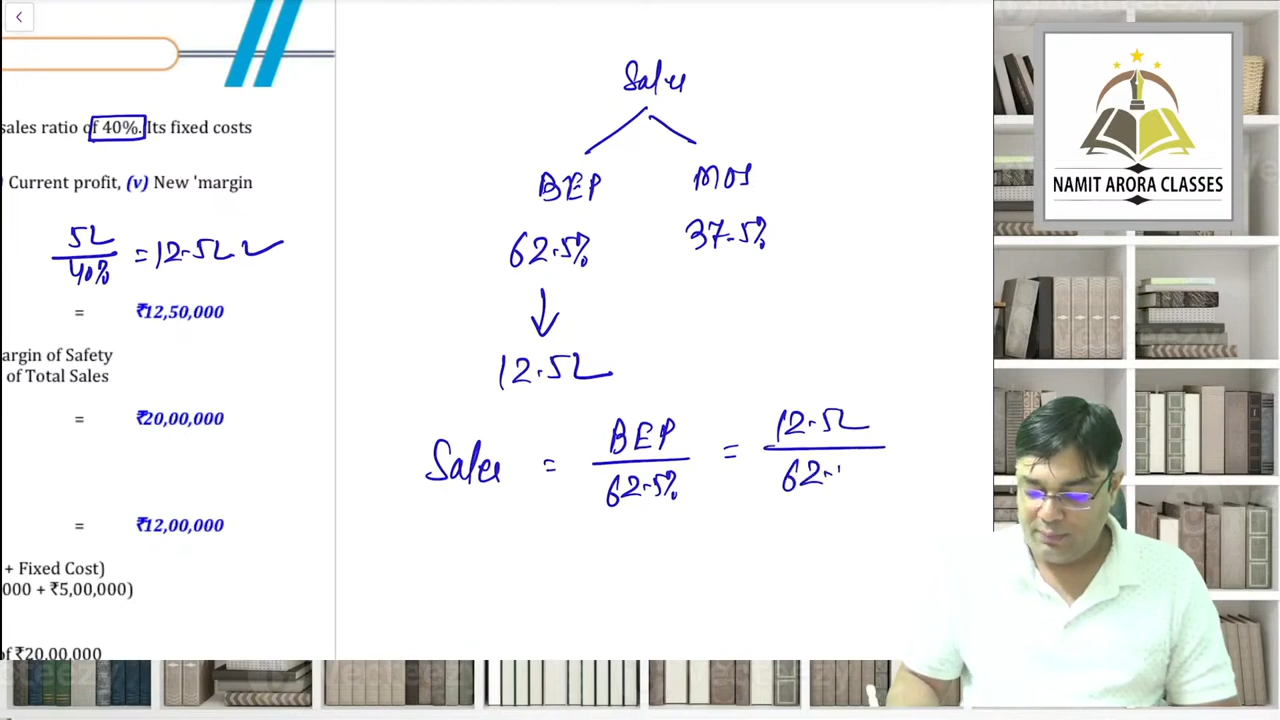 sales ratio of 40%. Its fixed costs
Current profit, (v) New 'margin
5L
40%
=12.5L
= ₹12,50,000
argin of Safety
of Total Sales
= ₹20,00,000
= ₹12,00,000
+ Fixed Cost)
000 + ₹5,00,000)
of ₹20,00,000
Sales
BEP MOS
62.5% 37.5%
12.5L
Sales = BEP = 12.5L
62.5% 62.
NAMIT ARORA CLASSES